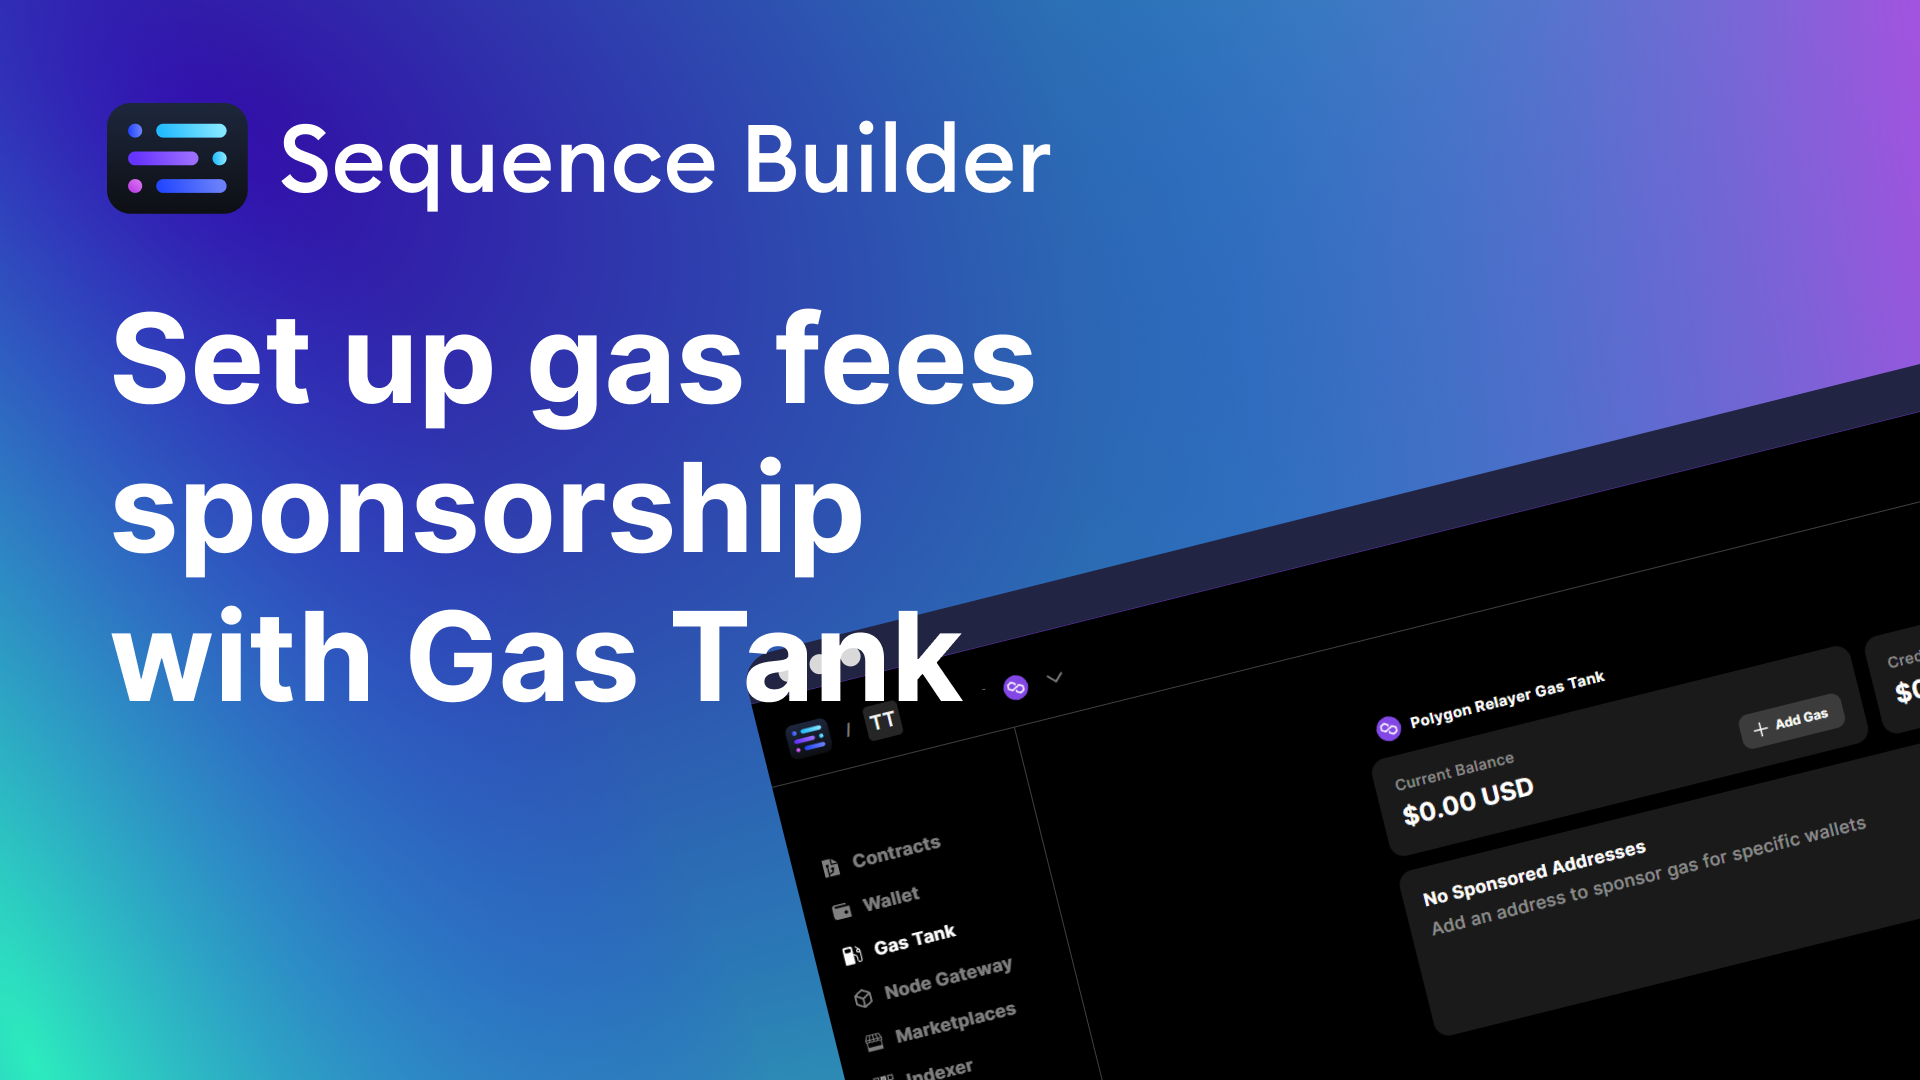 Sequence Builder
Set up gas fees
sponsorship
with Gas Tank
/ TT
Contracts
Wallet
Gas Tank
Node Gateway
Marketplaces
Indexer
Polygon Relayer Gas Tank
Current Balance
$0.00 USD
+ Add Gas
No Sponsored Addresses
Add an address to sponsor gas for specific wallets